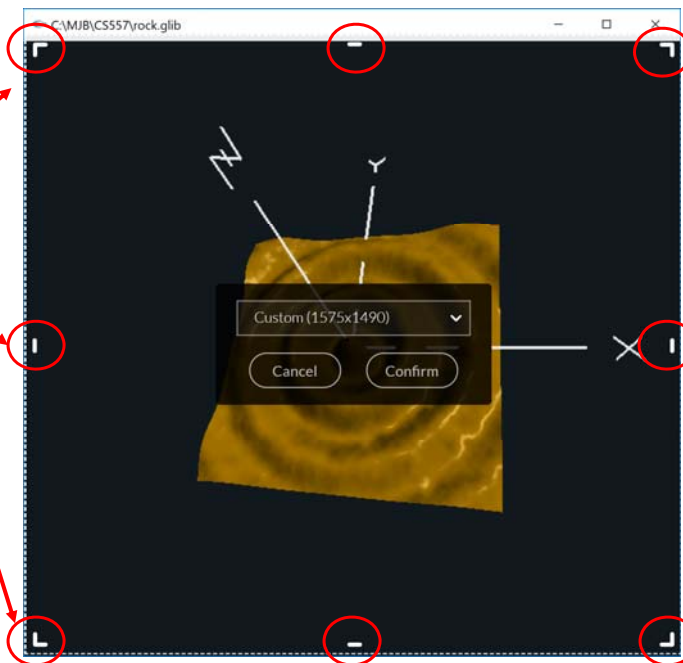 C:\MJB\CS557\rock.glib
Z
Y
Custom (1575x1490)
X
Cancel
Confirm